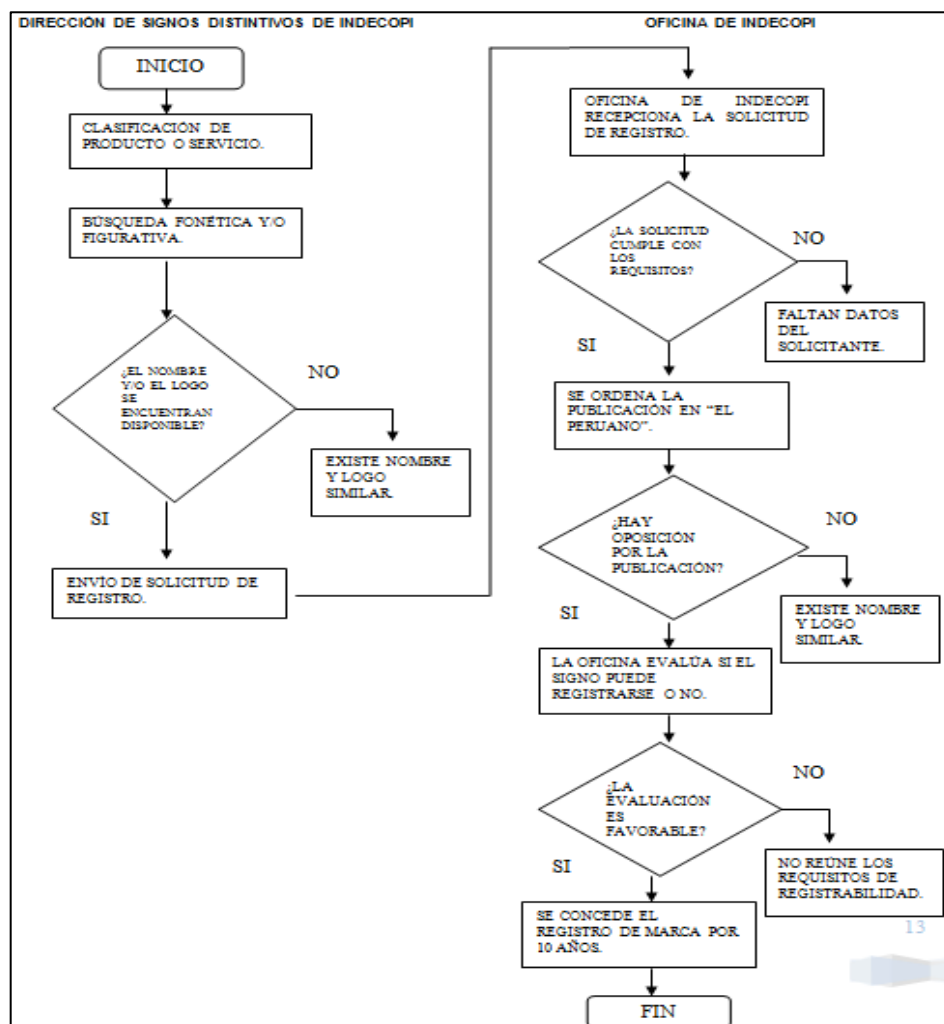 DIRECCIÓN DE SIGNOS DISTINTIVOS DE INDECOPI
INICIO
CLASIFICACIÓN DE
PRODUCTO O SERVICIO.
BÚSQUEDA FONÉTICA Y/O
FIGURATIVA.
¿EL NOMBRE
Y/O EL LOGO
SE
ENCUENTRAN
DISPONIBLE?
NO
EXISTE NOMBRE
Y LOGO
SIMILAR.
SI
ENVÍO DE SOLICITUD DE
REGISTRO.
OFICINA DE INDECOPI
OFICINA DE INDECOPI
RECEPCIONA LA SOLICITUD
DE REGISTRO.
¿LA SOLICITUD
CUMPLE CON
LOS
REQUISITOS?
NO
FALTAN DATOS
DEL
SOLICITANTE.
SI
SE ORDENA LA
PUBLICACIÓN EN “EL
PERUANO”.
¿HAY
OPOSICIÓN
POR LA
PUBLICACIÓN?
NO
EXISTE NOMBRE
Y LOGO
SIMILAR.
SI
LA OFICINA EVALÚA SI EL
SIGNO PUEDE
REGISTRARSE O NO.
¿LA
EVALUACIÓN
ES
FAVORABLE?
NO
NO REÚNE LOS
REQUISITOS DE
REGISTRABILIDAD.
SI
SE CONCEDE EL
REGISTRO DE MARCA POR
10 AÑOS.
13
FIN